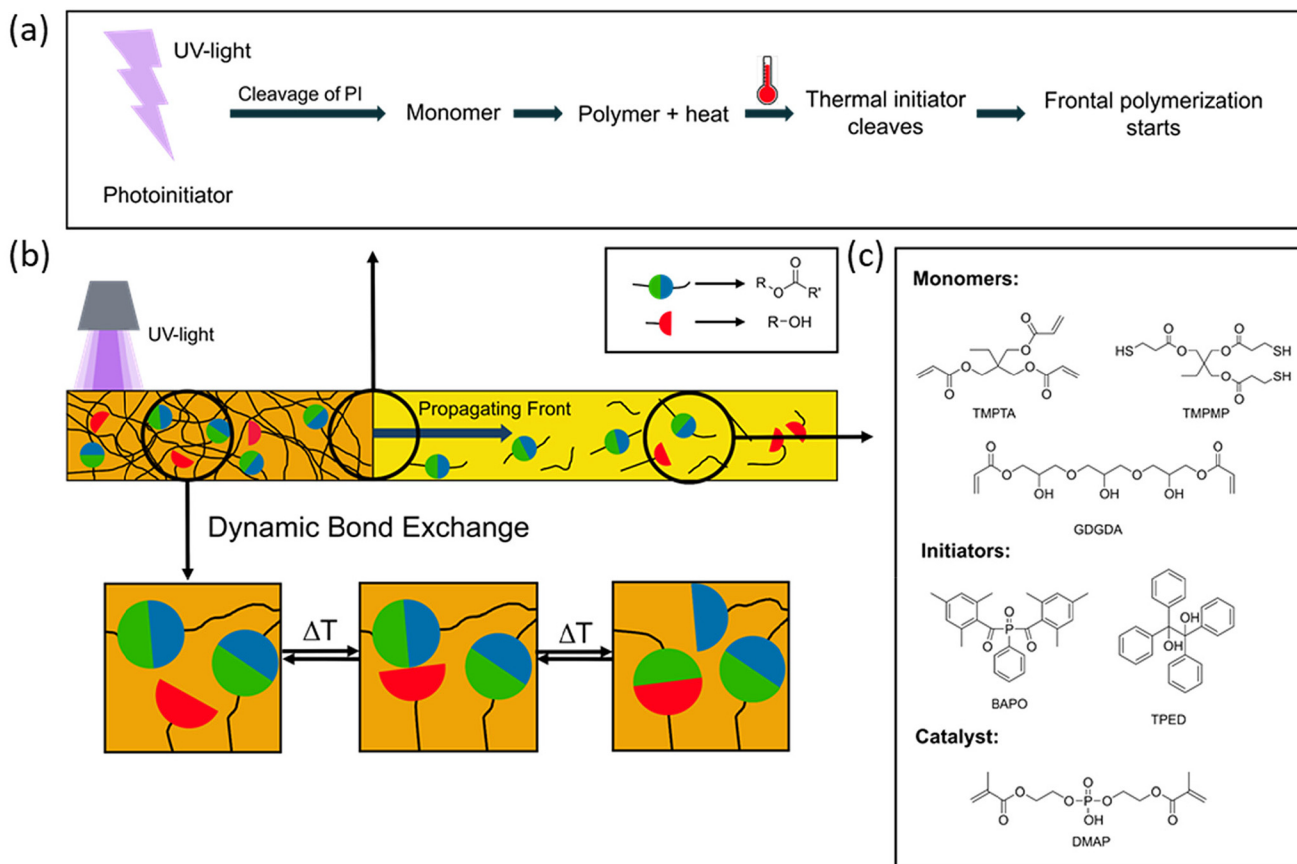 (a)
UV-light
Photoinitiator
Cleavage of PI
Monomer
Polymer + heat
Thermal initiator
cleaves
Frontal polymerization
starts
(b)
UV-light
R O O R'
R-OH
Propagating Front
Dynamic Bond Exchange
ΔT
ΔT
(c)
Monomers:
O O O O O O
TMPTA
HS O O O O SH O O SH
TMPMP
O O O O O O
OH OH OH
GDGDA
Initiators:
O P O O
BAPO
OH OH
TPED
Catalyst:
O O O P O O O O OH
DMAP